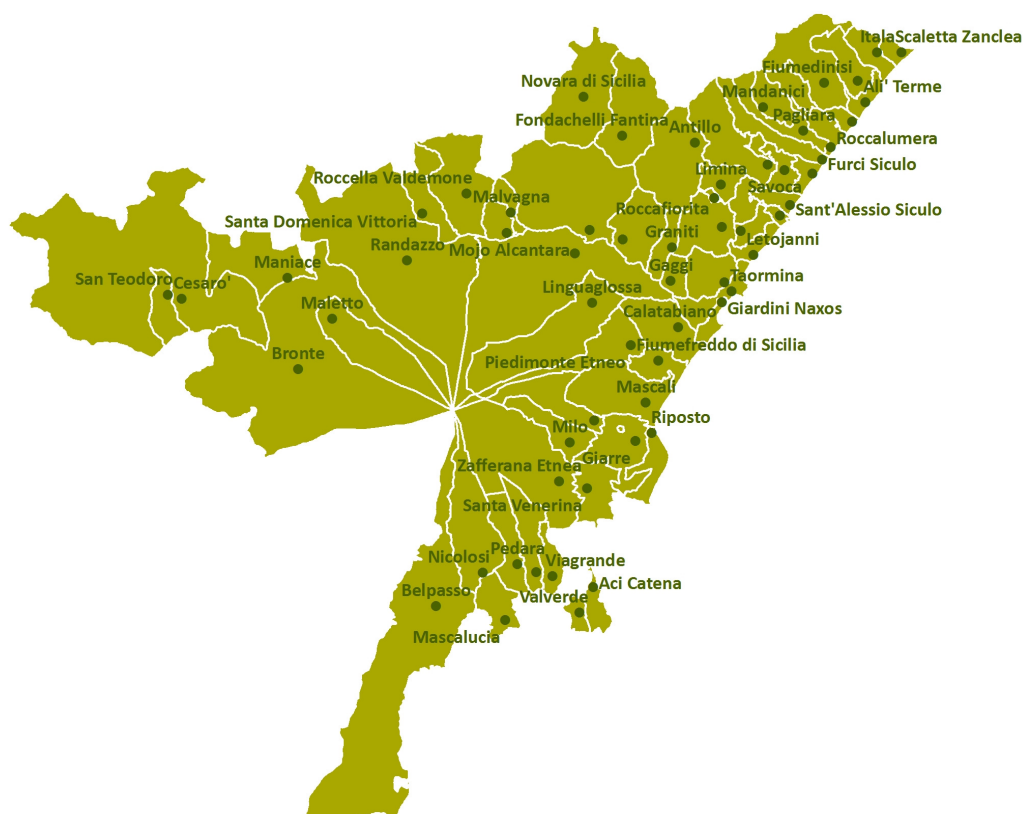 Itala
Scaletta Zanclea
Fiumedinisi
Novara di Sicilia
Mandanici
Ali' Terme
Pagliara
Fondachelli Fantina
Antillo
Roccalumera
Furci Siculo
Limina
Roccella Valdemone
Savoca
Malvagna
Roccafiorita
Sant'Alessio Siculo
Santa Domenica Vittoria
Graniti
Letojanni
Randazzo
Mojo Alcantara
Maniace
Gaggi
Taormina
San Teodoro
Cesaro'
Linguaglossa
Maletto
Calatabiano
Giardini Naxos
Fiumefreddo di Sicilia
Bronte
Piedimonte Etneo
Mascali
Riposto
Milo
Giarre
Zafferana Etnea
Santa Venerina
Pedara
Nicolosi
Viagrande
Aci Catena
Belpasso
Valverde
Mascalucia